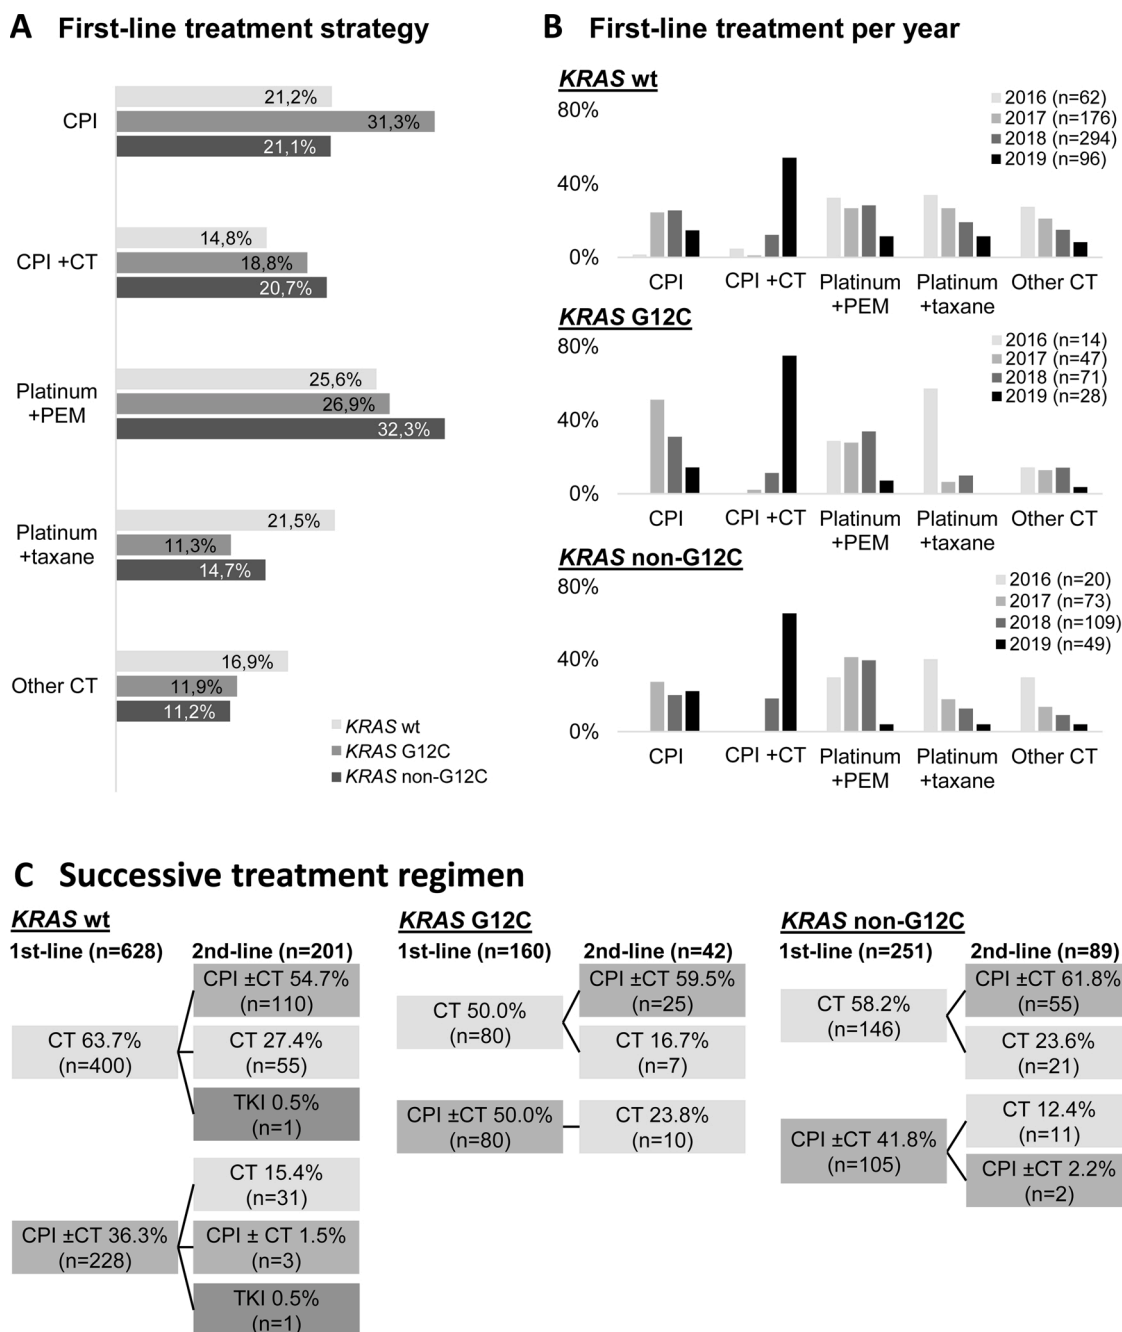 A First-line treatment strategy
CPI
21,2%
31,3%
21,1%
CPI +CT
14,8%
18,8%
20,7%
Platinum
+PEM
25,6%
26,9%
32,3%
Platinum
+taxane
21,5%
11,3%
14,7%
Other CT
16,9%
11,9%
11,2%
KRAS wt
KRAS G12C
KRAS non-G12C
B First-line treatment per year
KRAS wt
80%
40%
0%
2016 (n=62)
2017 (n=176)
2018 (n=294)
2019 (n=96)
CPI
CPI +CT
Platinum
+PEM
Platinum
+taxane
Other CT
KRAS G12C
80%
40%
0%
2016 (n=14)
2017 (n=47)
2018 (n=71)
2019 (n=28)
CPI
CPI +CT
Platinum
+PEM
Platinum
+taxane
Other CT
KRAS non-G12C
80%
40%
0%
2016 (n=20)
2017 (n=73)
2018 (n=109)
2019 (n=49)
CPI
CPI +CT
Platinum
+PEM
Platinum
+taxane
Other CT
C Successive treatment regimen
KRAS wt
1st-line (n=628)
2nd-line (n=201)
CT 63.7%
(n=400)
CPI ±CT 54.7%
(n=110)
CT 27.4%
(n=55)
TKI 0.5%
(n=1)
CPI ±CT 36.3%
(n=228)
CT 15.4%
(n=31)
CPI ± CT 1.5%
(n=3)
TKI 0.5%
(n=1)
KRAS G12C
1st-line (n=160)
2nd-line (n=42)
CT 50.0%
(n=80)
CPI ±CT 59.5%
(n=25)
CT 16.7%
(n=7)
CPI ±CT 50.0%
(n=80)
CT 23.8%
(n=10)
KRAS non-G12C
1st-line (n=251)
2nd-line (n=89)
CT 58.2%
(n=146)
CPI ±CT 61.8%
(n=55)
CT 23.6%
(n=21)
CPI ±CT 41.8%
(n=105)
CT 12.4%
(n=11)
CPI ±CT 2.2%
(n=2)